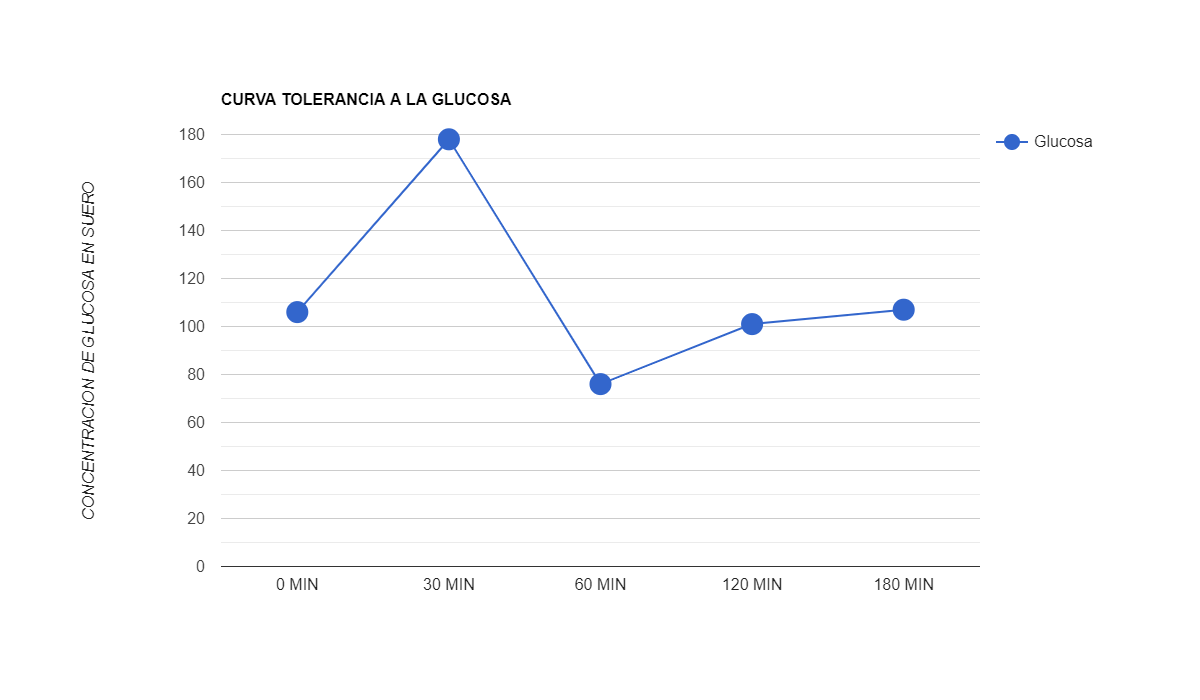 CURVA TOLERANCIA A LA GLUCOSA
Glucosa
CONCENTRACION DE GLUCOSA EN SUERO
180
160
140
120
100
80
60
40
20
0
0 MIN 30 MIN 60 MIN 120 MIN 180 MIN